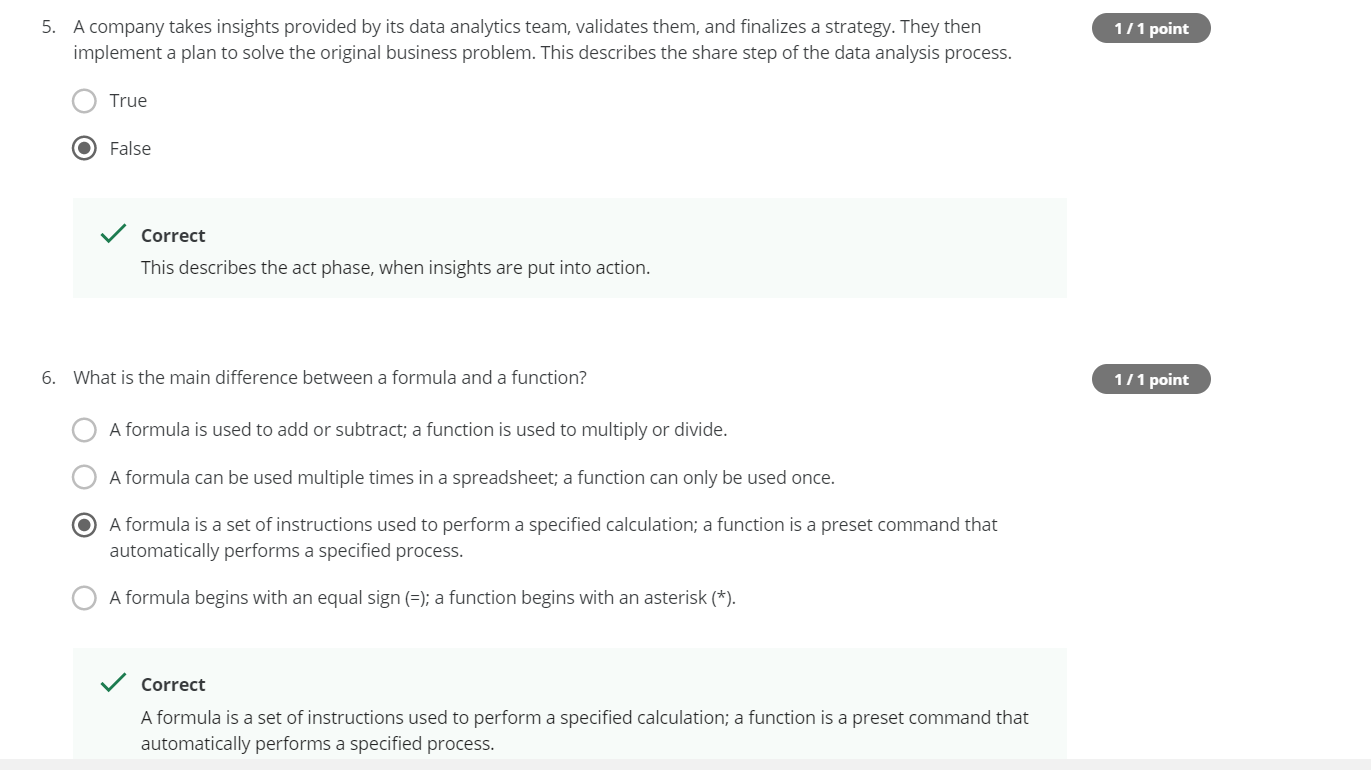 5. A company takes insights provided by its data analytics team, validates them, and finalizes a strategy. They then
1 / 1 point
implement a plan to solve the original business problem. This describes the share step of the data analysis process.
True
False
Correct
This describes the act phase, when insights are put into action.
6. What is the main difference between a formula and a function?
1 / 1 point
A formula is used to add or subtract; a function is used to multiply or divide.
A formula can be used multiple times in a spreadsheet; a function can only be used once.
A formula is a set of instructions used to perform a specified calculation; a function is a preset command that
automatically performs a specified process.
A formula begins with an equal sign (=); a function begins with an asterisk (*).
Correct
A formula is a set of instructions used to perform a specified calculation; a function is a preset command that
automatically performs a specified process.